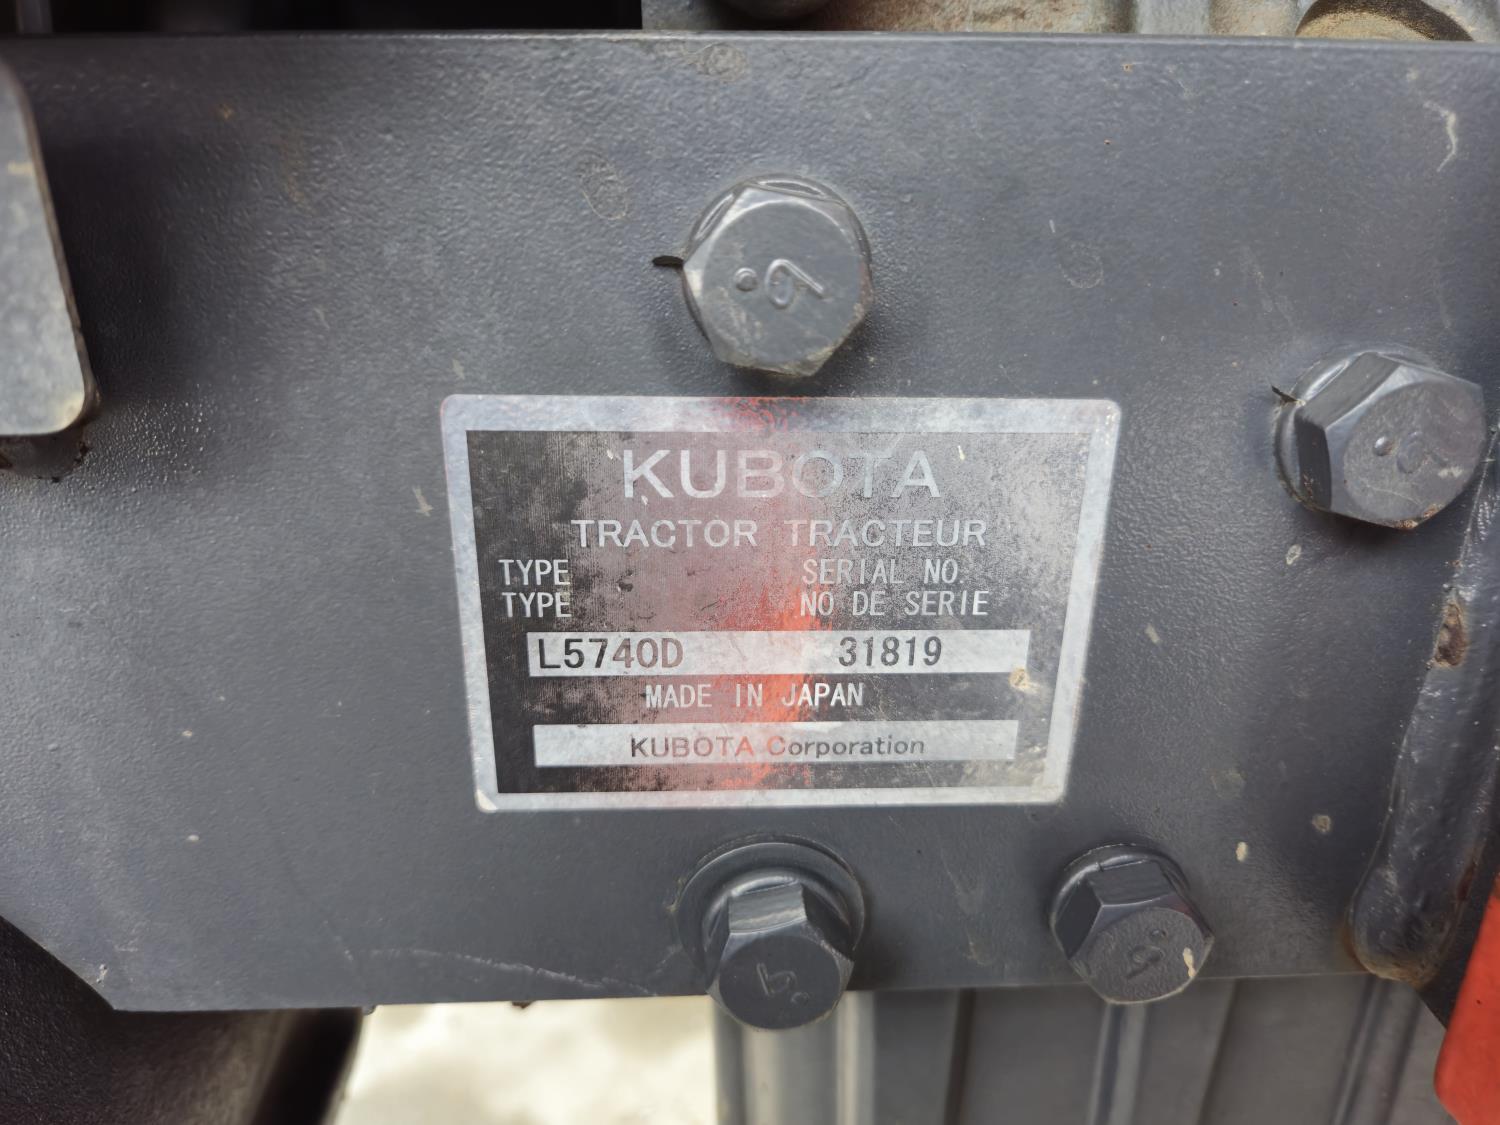 KUBOTA
TRACTOR TRACTEUR
TYPE SERIAL NO.
TYPE NO DE SERIE
L5740D 31819
MADE IN JAPAN
KUBOTA Corporation